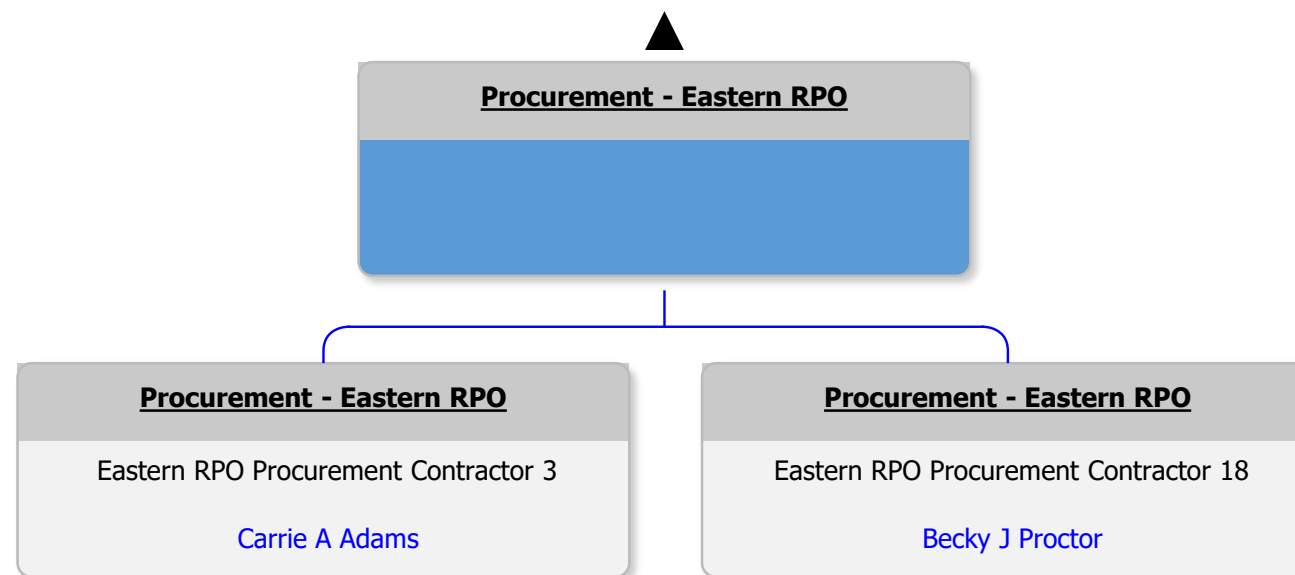 Procurement - Eastern RPO
Procurement - Eastern RPO
Eastern RPO Procurement Contractor 3
Carrie A Adams
Procurement - Eastern RPO
Eastern RPO Procurement Contractor 18
Becky J Proctor